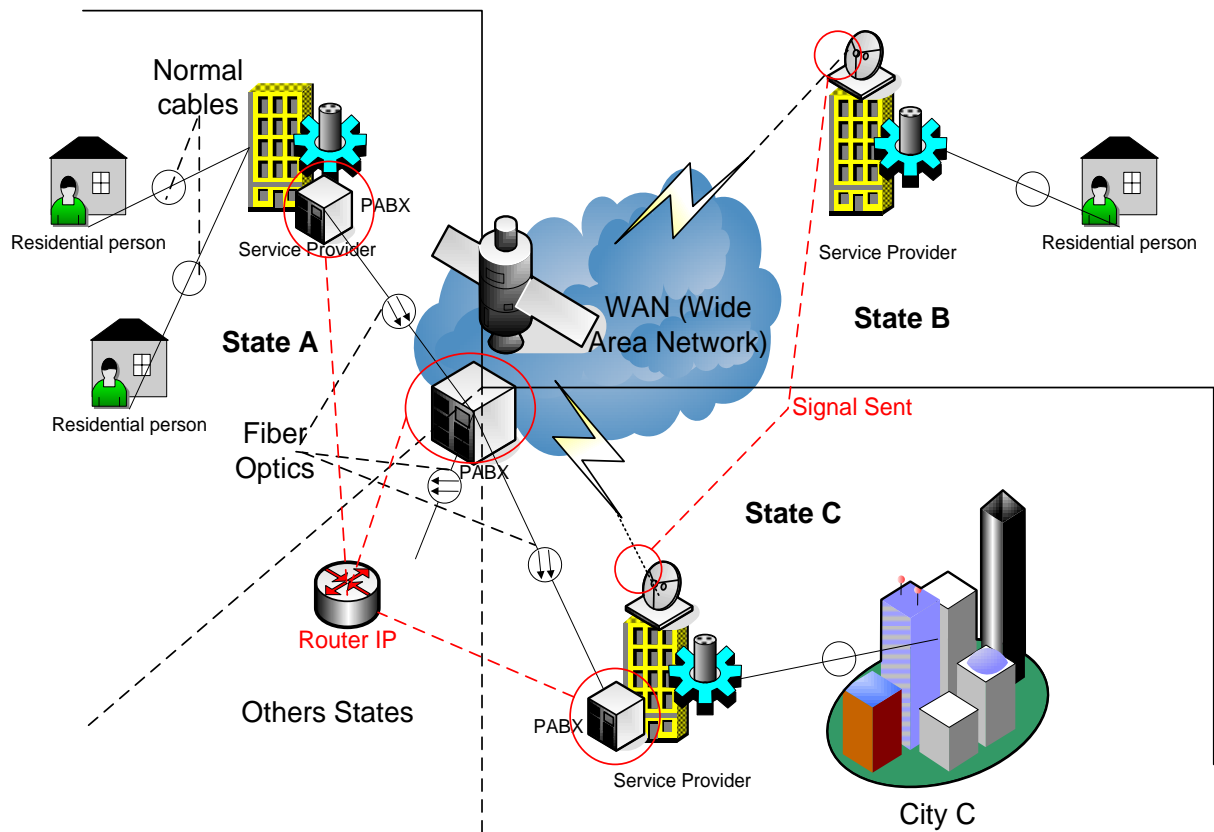 Normal
cables
PABX
Residential person
Service Provider
State A
Residential person
WAN (Wide
Area Network)
Service Provider
Residential person
State B
Signal Sent
Fiber
Optics
PABX
State C
Router IP
Others States
PABX
Service Provider
City C